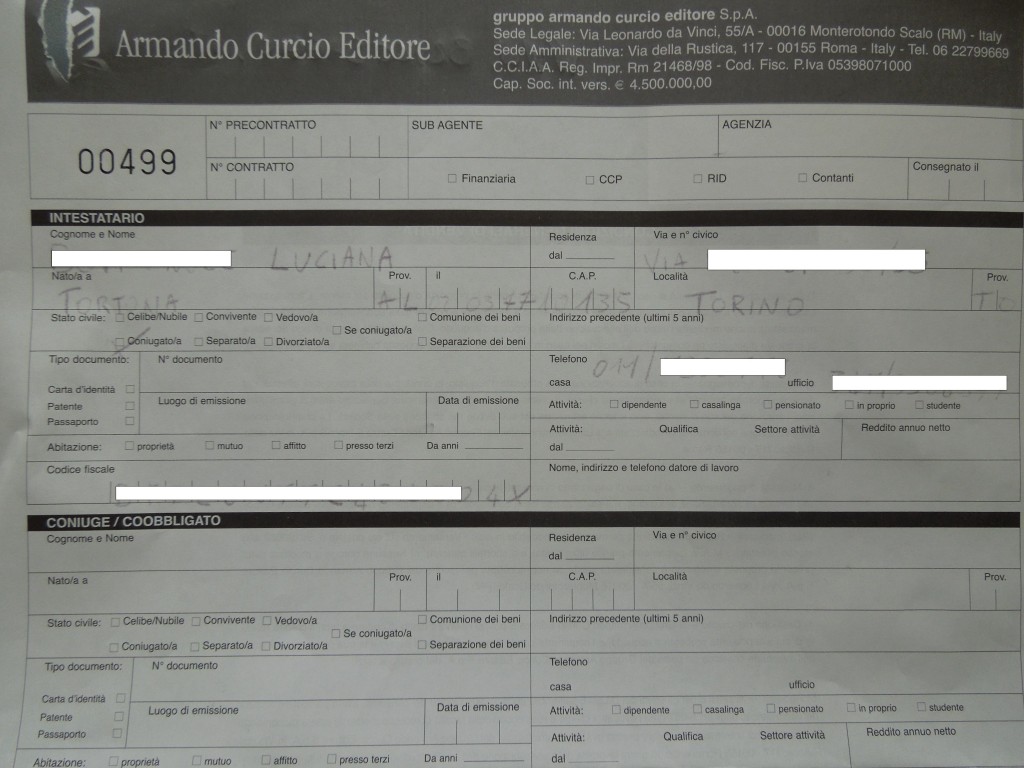 Armando Curcio Editore
gruppo armando curcio editore S.p.A.
Sede Legale: Via Leonardo da Vinci, 55/A - 00016 Monterotondo Scalo (RM) - Italy
Sede Amministrativa: Via della Rustica, 117 - 00155 Roma - Italy - Tel. 06 22799669
C.C.I.A.A. Reg. Impr. Rm 21468/98 - Cod. Fisc. P.Iva 05398071000
Cap. Soc. int. vers. € 4.500.000,00
00499
N° PRECONTRATTO SUB AGENTE AGENZIA
N° CONTRATTO Finanziaria CCP RID Contanti Consegnato il
INTESTATARIO
Cognome e Nome Residenza Via e n° civico
LUCIANA dal VIA
Nato/a a Prov. il C.A.P. Località Prov.
TORTONA AL 10135 TORINO TO
Stato civile: Celibe/Nubile Convivente Vedovo/a Comunione dei beni Indirizzo precedente (ultimi 5 anni)
Se coniugato/a
Coniugato/a Separato/a Divorziato/a Separazione dei beni
Tipo documento: N° documento Telefono
011/
Carta d'identità casa ufficio
Patente Luogo di emissione Data di emissione Attività: dipendente casalinga pensionato in proprio studente
Passaporto Attività: Qualifica Settore attività Reddito annuo netto
Abitazione: proprietà mutuo affitto presso terzi Da anni dal
Codice fiscale Nome, indirizzo e telefono datore di lavoro
4X
CONIUGE / COOBBLIGATO
Cognome e Nome Residenza Via e n° civico
dal
Nato/a a Prov. il C.A.P. Località Prov.
Stato civile: Celibe/Nubile Convivente Vedovo/a Comunione dei beni Indirizzo precedente (ultimi 5 anni)
Se coniugato/a
Coniugato/a Separato/a Divorziato/a Separazione dei beni
Tipo documento: N° documento Telefono
Carta d'identità casa ufficio
Patente Luogo di emissione Data di emissione Attività: dipendente casalinga pensionato in proprio studente
Passaporto Attività: Qualifica Settore attività Reddito annuo netto
Abitazione: proprietà mutuo affitto presso terzi Da anni dal